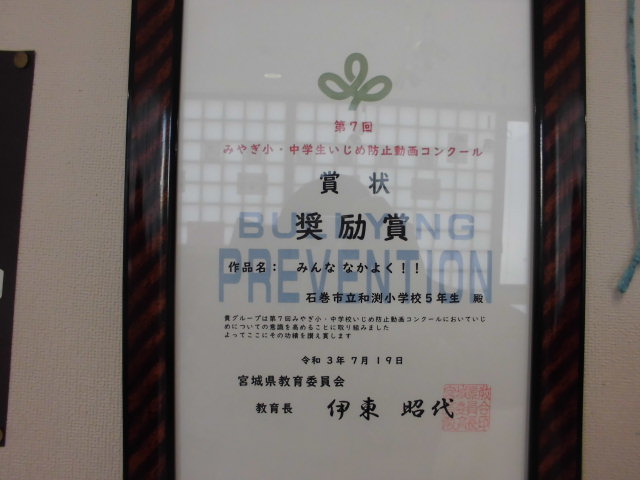 第7回
みやぎ小・中学生いじめ防止動画コンクール
賞 状
BULLYING
奨 励 賞
PREVENTION
作品名： みんな なかよく！！
石巻市立和渕小学校５年生 殿
貴グループは第７回みやぎ小・中学校いじめ防止動画コンクールにおいていじ
めについての意識を高めることに取り組みました
よってここにその功績を讃え賞します
令和 3年 7月 19日
宮城県教育委員会
教育長 伊東 昭代